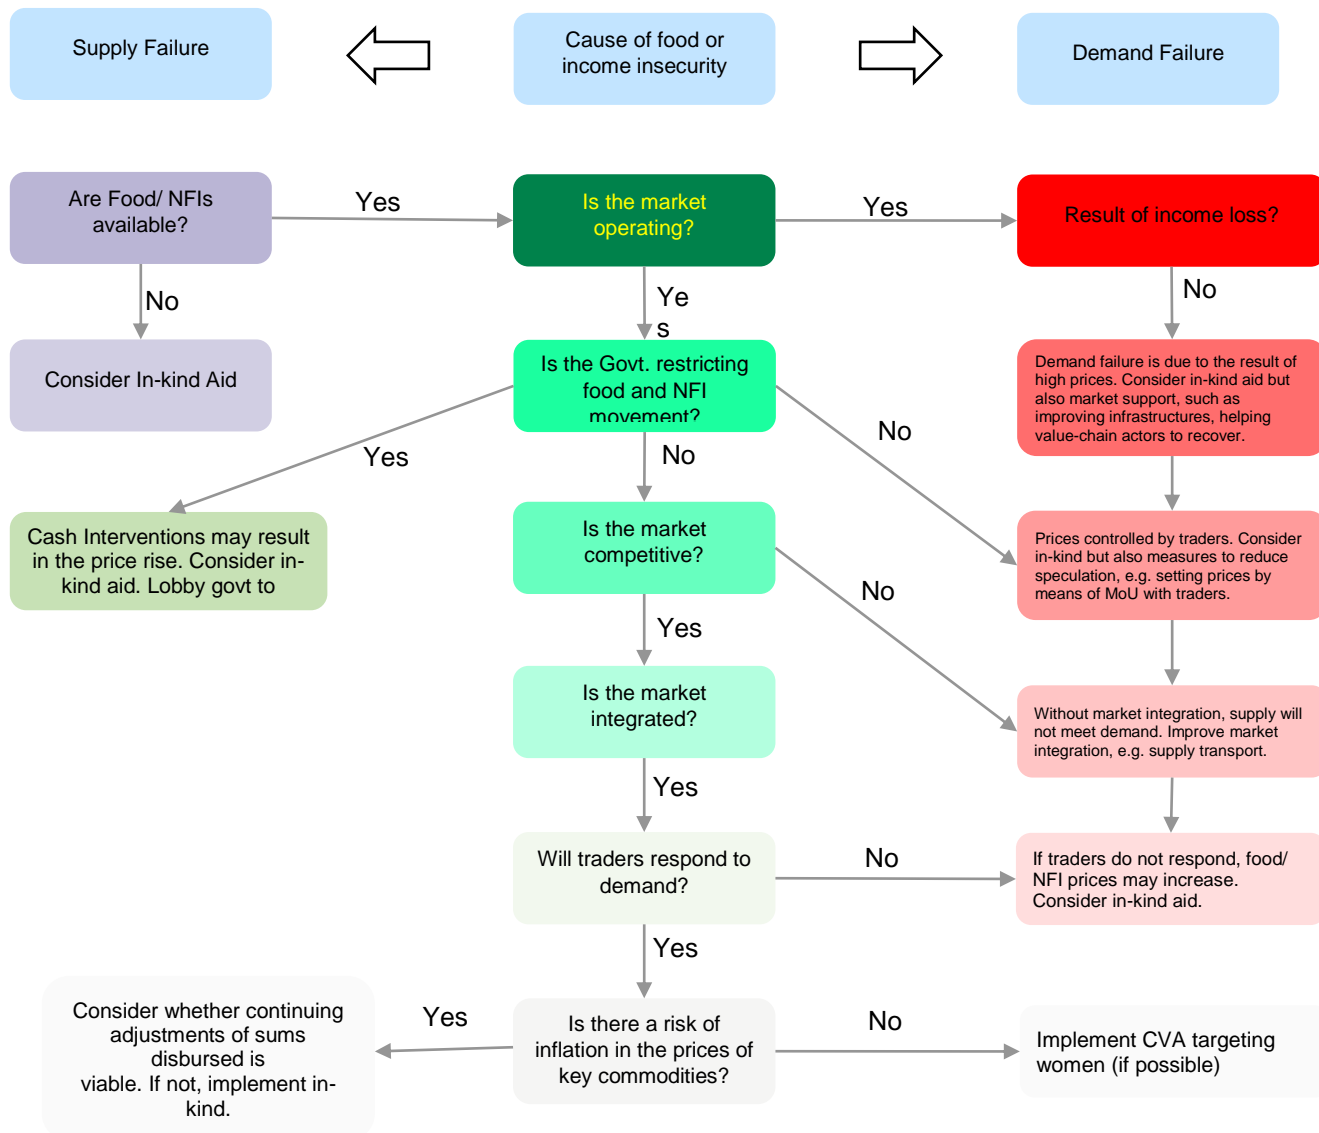 Supply Failure
Cause of food or
income insecurity
Demand Failure
Are Food/ NFIs
available?
Yes
Is the market
operating?
Yes
Result of income loss?
No
Ye
s
No
Consider In-kind Aid
Is the Govt. restricting
food and NFI
movement?
Demand failure is due to the result of
high prices. Consider in-kind aid but
also market support, such as
improving infrastructures, helping
value-chain actors to recover.
Yes
No
No
Cash Interventions may result
in the price rise. Consider in-
kind aid. Lobby govt to
Is the market
competitive?
Prices controlled by traders. Consider
in-kind but also measures to reduce
speculation, e.g. setting prices by
means of MoU with traders.
No
Yes
Is the market
integrated?
Without market integration, supply will
not meet demand. Improve market
integration, e.g. supply transport.
Yes
Will traders respond to
demand?
No
If traders do not respond, food/
NFI prices may increase.
Consider in-kind aid.
Yes
Consider whether continuing
adjustments of sums
disbursed is
viable. If not, implement in-
kind.
Yes
Is there a risk of
inflation in the prices of
key commodities?
No
Implement CVA targeting
women (if possible)